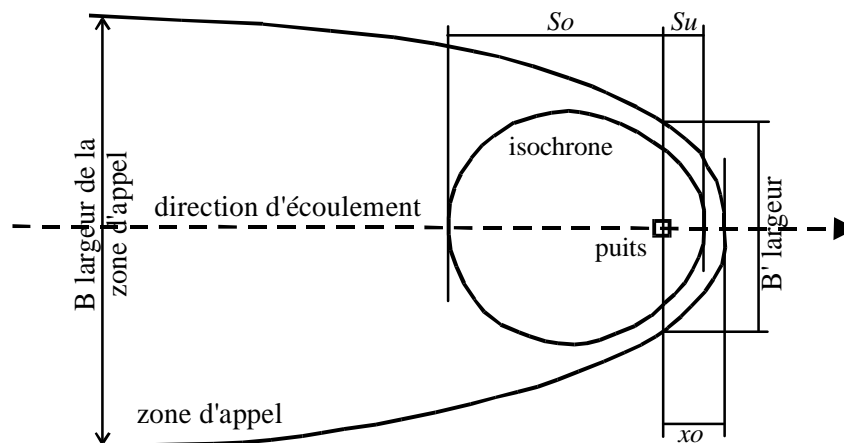 So
Su
isochrone
B largeur de la
zone d'appel
direction d'écoulement
puits
B' largeur
zone d'appel
xo